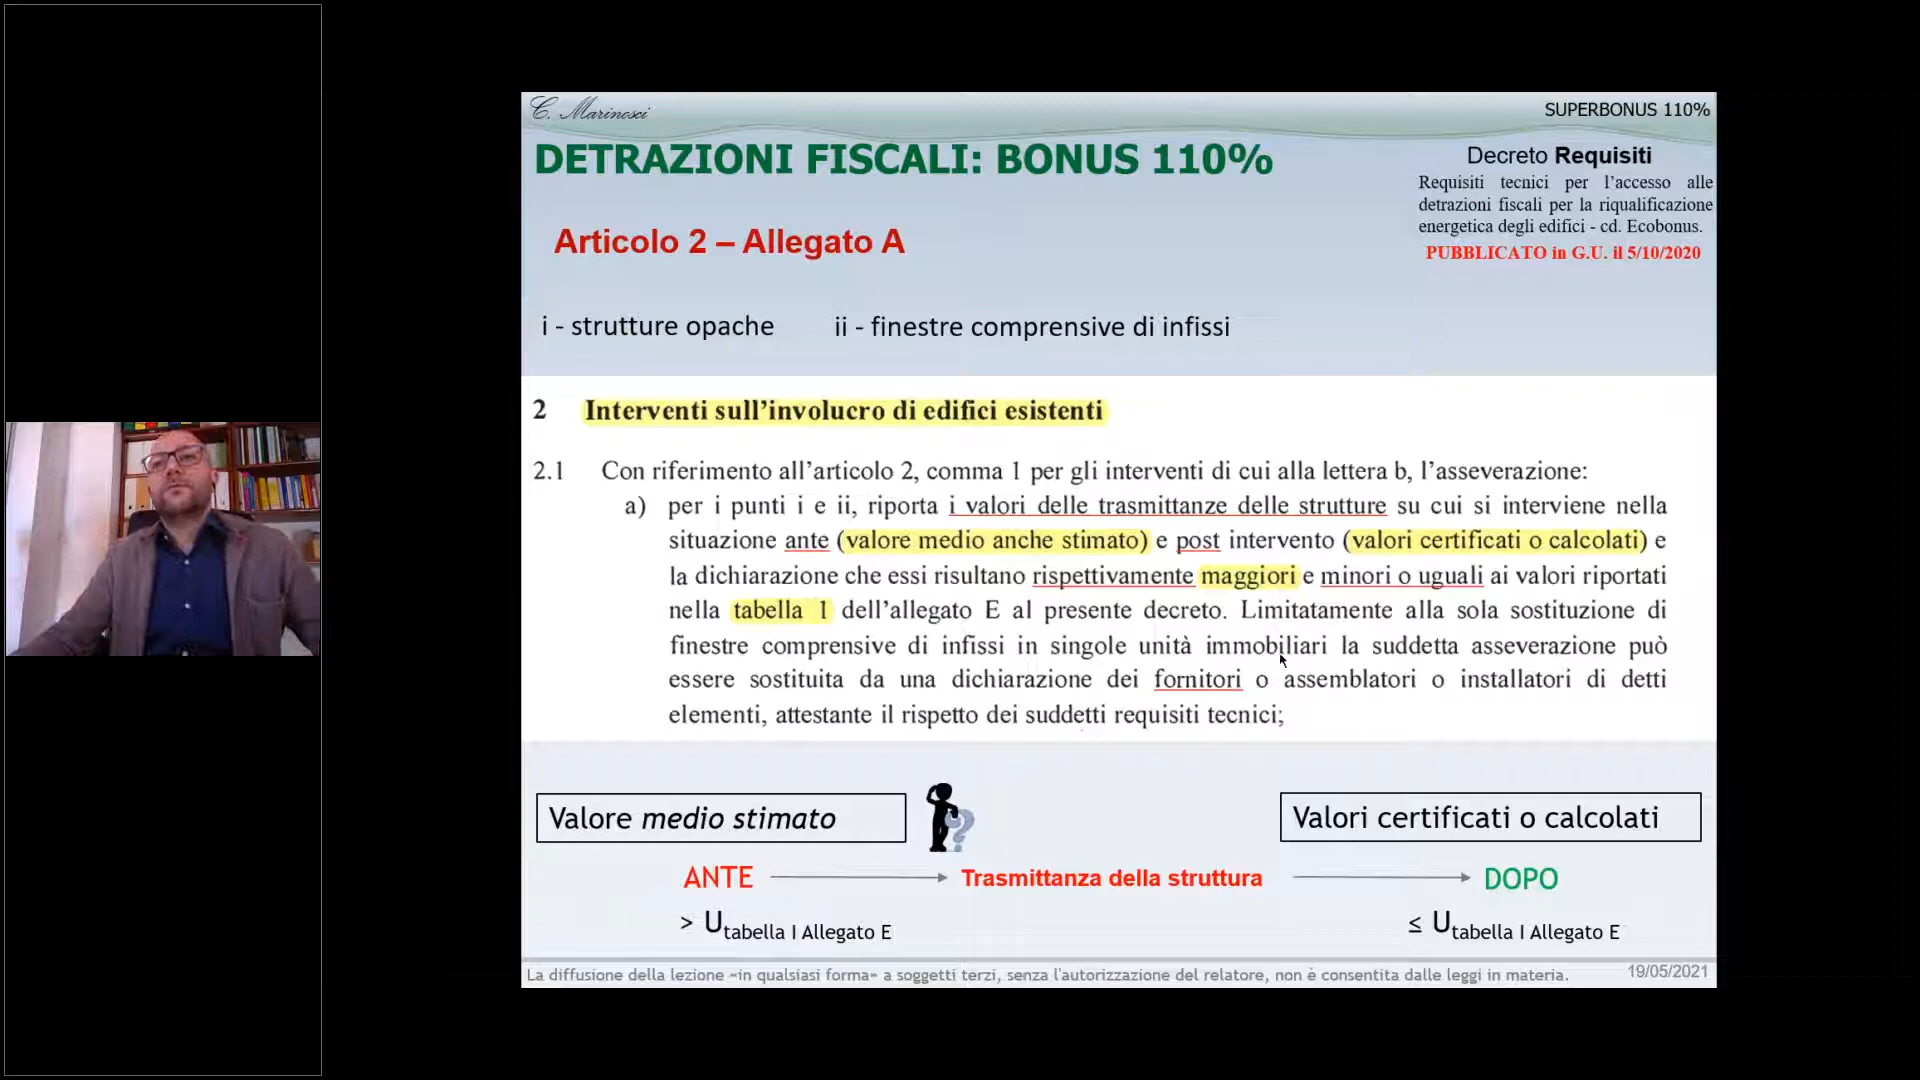 C. Marinosci
SUPERBONUS 110%
DETRAZIONI FISCALI: BONUS 110%
Decreto Requisiti
Requisiti tecnici per l'accesso alle
detrazioni fiscali per la riqualificazione
energetica degli edifici - cd. Ecobonus.
PUBBLICATO in G.U. il 5/10/2020
Articolo 2 – Allegato A
i - strutture opache
ii - finestre comprensive di infissi
2 Interventi sull'involucro di edifici esistenti
2.1 Con riferimento all'articolo 2, comma 1 per gli interventi di cui alla lettera b, l'asseverazione:
a) per i punti i e ii, riporta i valori delle trasmittanze delle strutture su cui si interviene nella
situazione ante (valore medio anche stimato) e post intervento (valori certificati o calcolati) e
la dichiarazione che essi risultano rispettivamente maggiori e minori o uguali ai valori riportati
nella tabella 1 dell'allegato E al presente decreto. Limitatamente alla sola sostituzione di
finestre comprensive di infissi in singole unità immobiliari la suddetta asseverazione può
essere sostituita da una dichiarazione dei fornitori o assemblatori o installatori di detti
elementi, attestante il rispetto dei suddetti requisiti tecnici;
Valore medio stimato
Valori certificati o calcolati
ANTE
Trasmittanza della struttura
DOPO
> U tabella I Allegato E
≤ U tabella I Allegato E
La diffusione della lezione «in qualsiasi forma» a soggetti terzi, senza l'autorizzazione del relatore, non è consentita dalle leggi in materia.
19/05/2021